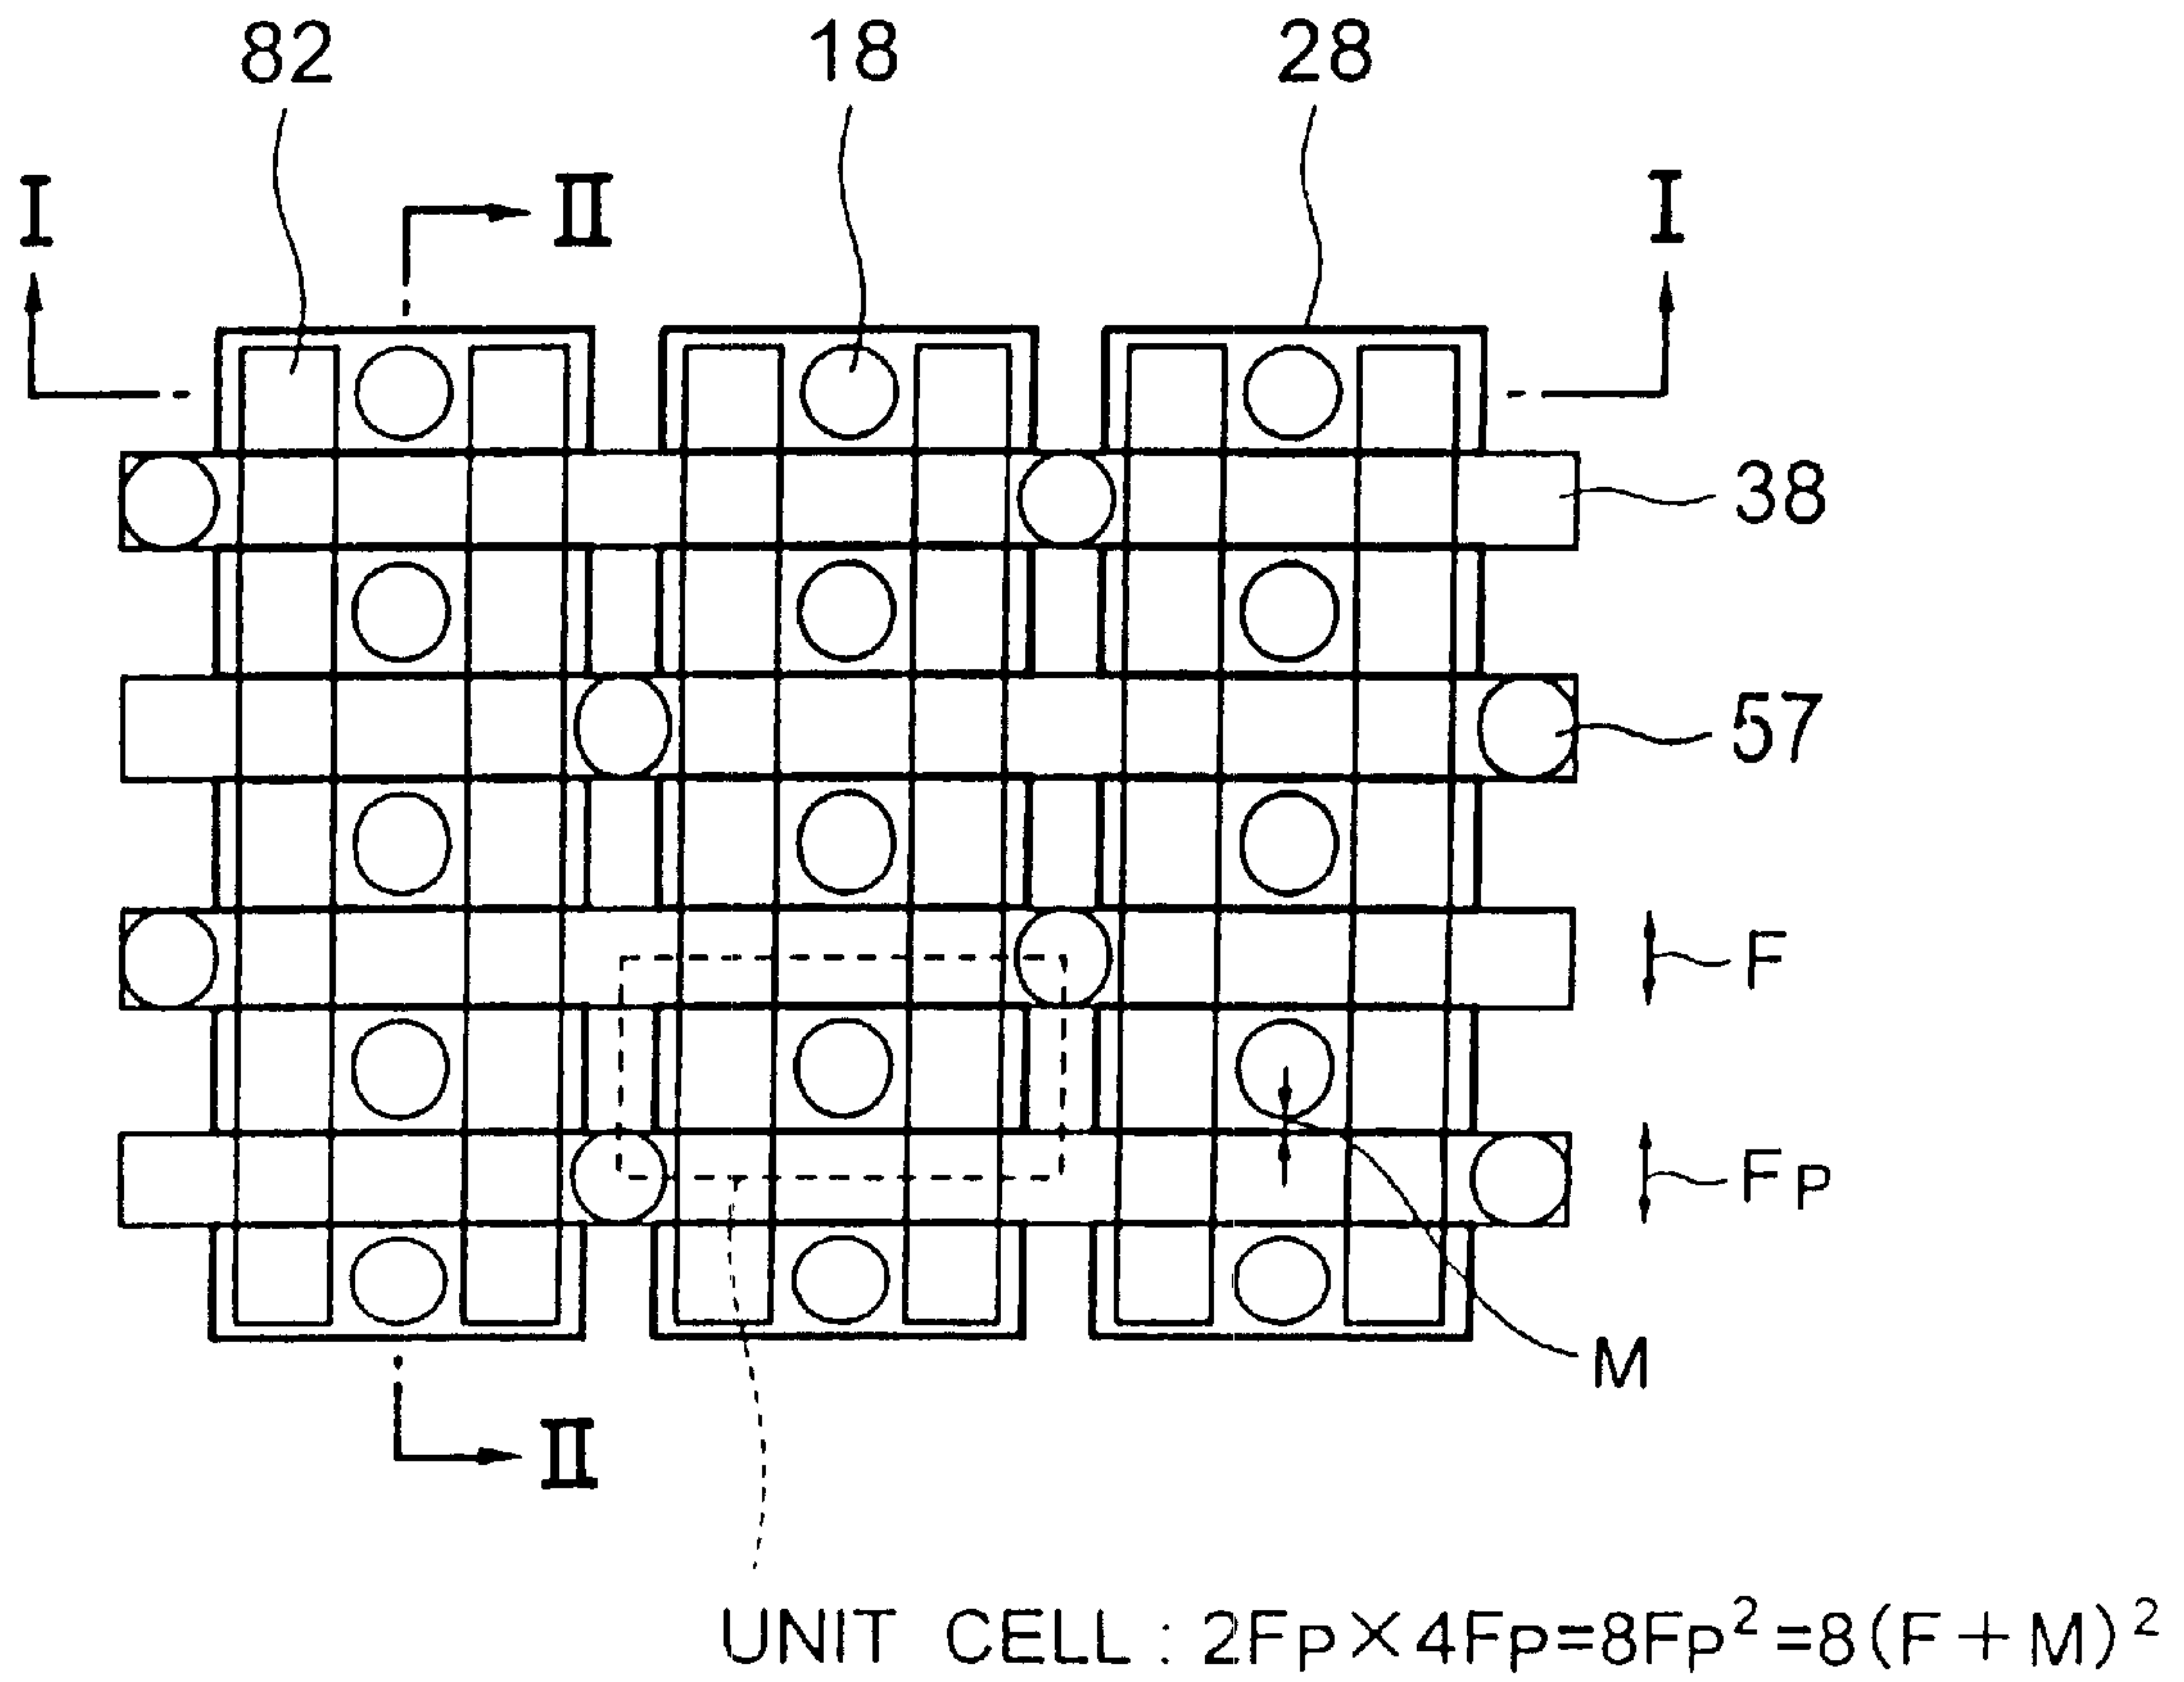 82 18 28
I II I
38
57
F
FP
M
II
UNIT CELL : 2FP×4FP=8FP²=8(F+M)²